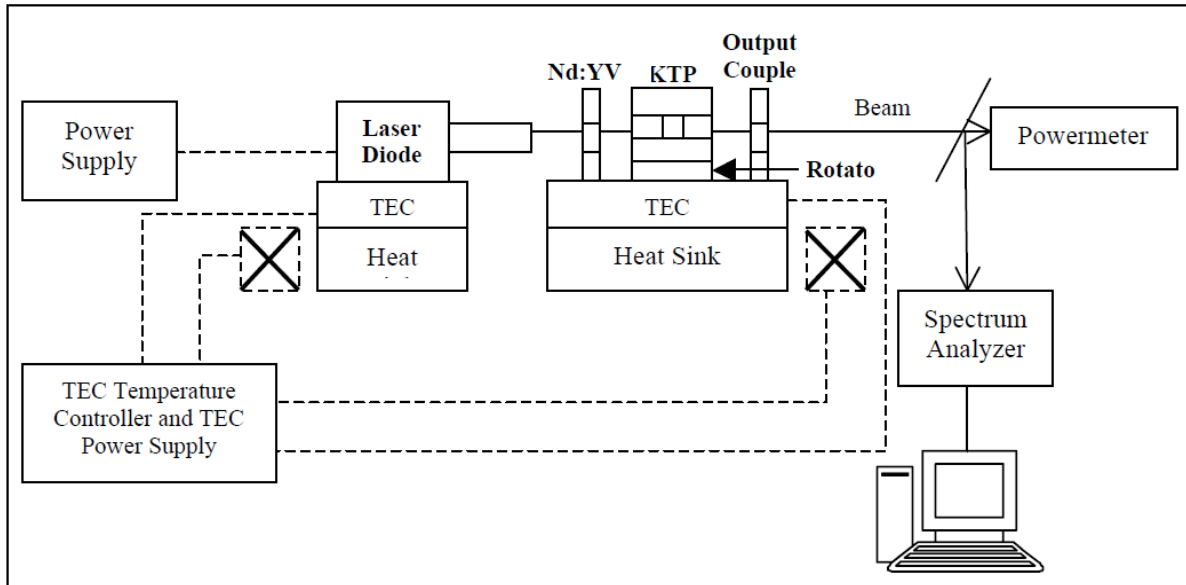 Output
Couple
Nd:YV
KTP
Beam
Power
Supply
Laser
Diode
Powermeter
Rotato
TEC
TEC
Heat
Heat Sink
Spectrum
Analyzer
TEC Temperature
Controller and TEC
Power Supply